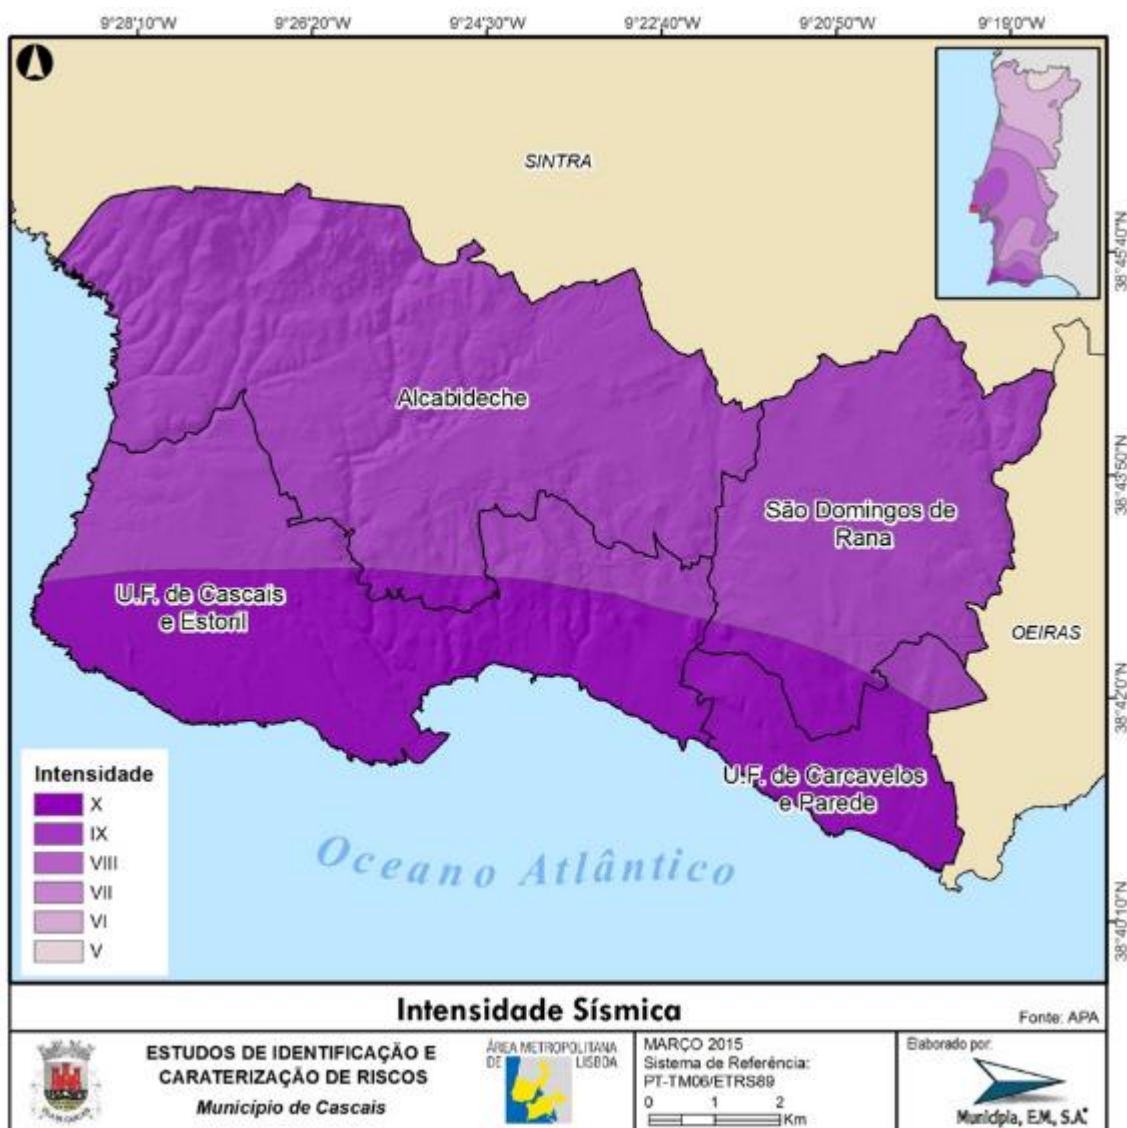 9°28'10"W
9°26'20"W
9°24'30"W
9°22'40"W
9°20'50"W
9°19'0"W
SINTRA
38°45'40"N
Alcabideche
38°43'50"N
São Domingos de
Rana
U.F. de Cascais
e Estoril
OEIRAS
38°42'0"N
U.F. de Carcavelos
e Parede
Intensidade
X
IX
VIII
VII
VI
V
Oceano Atlântico
38°40'10"N
Intensidade Sísmica
Fonte: APA
ESTUDOS DE IDENTIFICAÇÃO E
CARATERIZAÇÃO DE RISCOS
Município de Cascais
ÁREA METROPOLITANA
DE LISBOA
MARÇO 2015
Sistema de Referência:
PT-TM06/ETRS89
0 1 2
Km
Elaborado por:
Municípia, E.M., S.A.